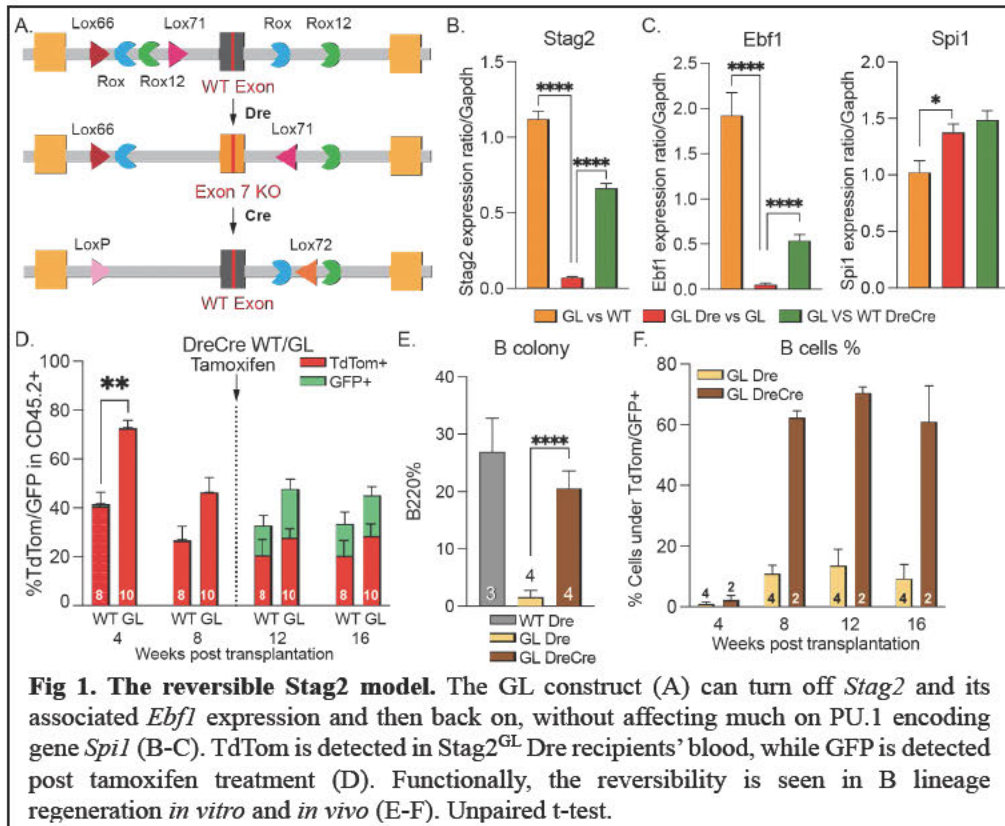 A.
Lox66
Lox71
Rox
Rox12
Rox
Rox12
WT Exon
Dre
Lox66
Lox71
Exon 7 KO
Cre
LoxP
Lox72
WT Exon
B.
Stag2
Stag2 expression ratio/Gapdh
1.5
1.0
0.5
0.0
****
****
C.
Ebf1
Ebf1 expression ratio/Gapdh
2.5
2.0
1.5
1.0
0.5
0.0
****
****
Spi1
Spi1 expression ratio/Gapdh
2.0
1.5
1.0
0.5
0.0
*
GL vs WT GL Dre vs GL GL VS WT DreCre
D.
DreCre WT/GL
Tamoxifen
TdTom+
GFP+
%TdTom/GFP in CD45.2+
100
80
60
40
20
0
**
8 10 8 10 8 10 8 10
WT GL WT GL WT GL WT GL
4 8 12 16
Weeks post transplantation
E.
B colony
B220%
40
30
20
10
0
****
3 4 4
WT Dre
GL Dre
GL DreCre
F.
B cells %
GL Dre
GL DreCre
% Cells under TdTom/GFP+
80
60
40
20
0
4 2 4 2 4 2 4 2
4 8 12 16
Weeks post transplantation
Fig 1. The reversible Stag2 model. The GL construct (A) can turn off Stag2 and its
associated Ebf1 expression and then back on, without affecting much on PU.1 encoding
gene Spi1 (B-C). TdTom is detected in Stag2GL Dre recipients' blood, while GFP is detected
post tamoxifen treatment (D). Functionally, the reversibility is seen in B lineage
regeneration in vitro and in vivo (E-F). Unpaired t-test.